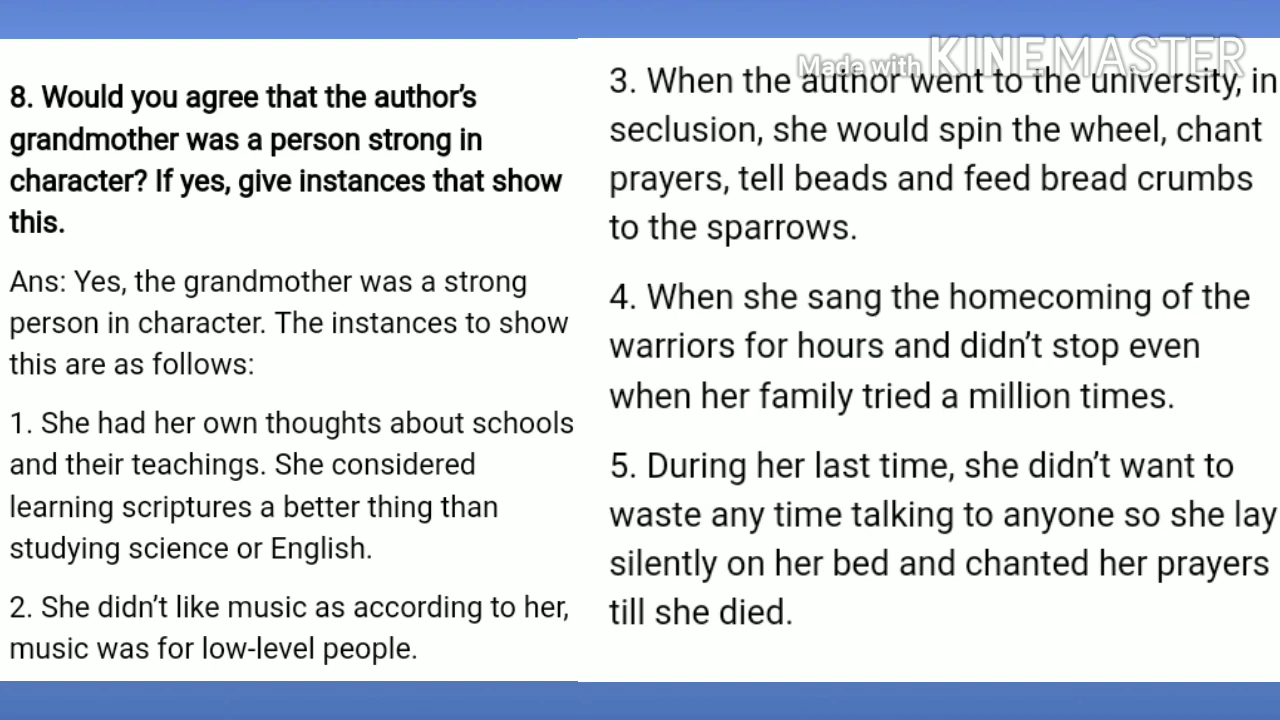 8. Would you agree that the author's
grandmother was a person strong in
character? If yes, give instances that show
this.
Ans: Yes, the grandmother was a strong
person in character. The instances to show
this are as follows:
1. She had her own thoughts about schools
and their teachings. She considered
learning scriptures a better thing than
studying science or English.
2. She didn't like music as according to her,
music was for low-level people.
Made with KINEMASTER
3. When the author went to the university, in
seclusion, she would spin the wheel, chant
prayers, tell beads and feed bread crumbs
to the sparrows.
4. When she sang the homecoming of the
warriors for hours and didn't stop even
when her family tried a million times.
5. During her last time, she didn't want to
waste any time talking to anyone so she lay
silently on her bed and chanted her prayers
till she died.